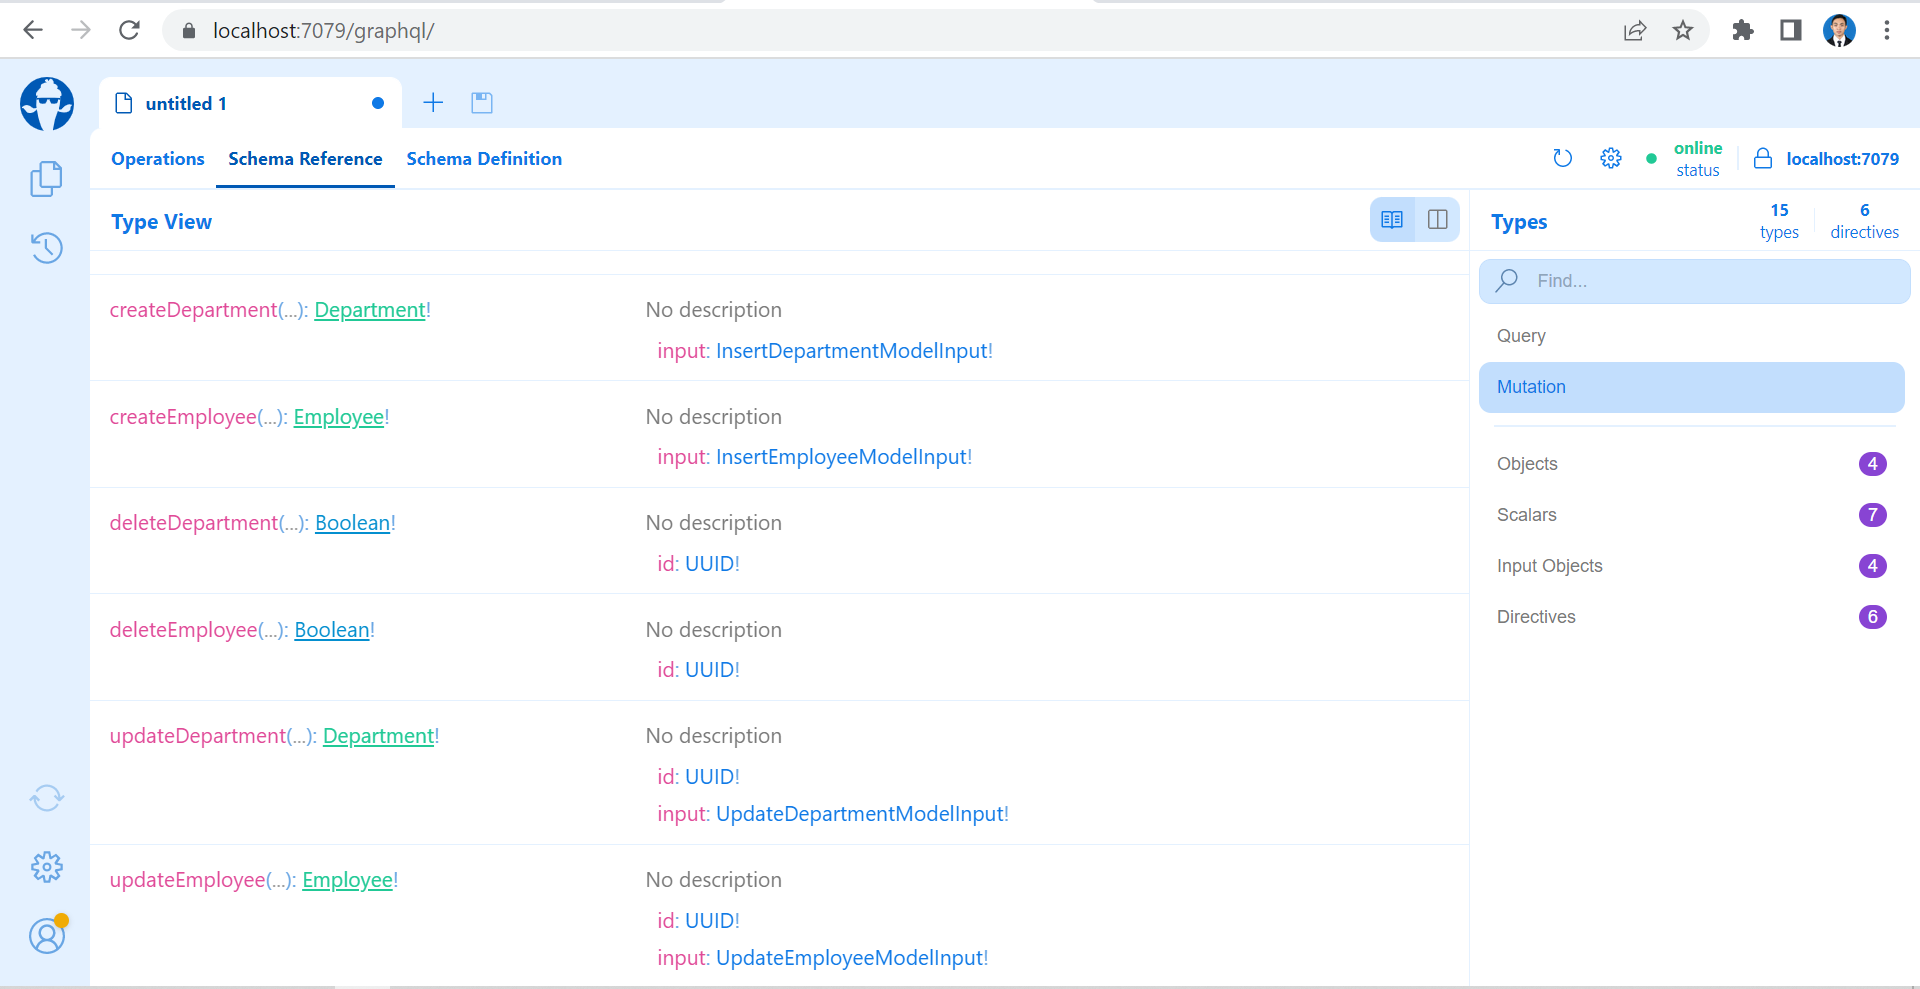 localhost:7079/graphql/
untitled 1
Operations Schema Reference Schema Definition
online
status
localhost:7079
Type View
createDepartment(...): Department!
No description
input: InsertDepartmentModelInput!
createEmployee(...): Employee!
No description
input: InsertEmployeeModelInput!
deleteDepartment(...): Boolean!
No description
id: UUID!
deleteEmployee(...): Boolean!
No description
id: UUID!
updateDepartment(...): Department!
No description
id: UUID!
input: UpdateDepartmentModelInput!
updateEmployee(...): Employee!
No description
id: UUID!
input: UpdateEmployeeModelInput!
Types
15
types
6
directives
Find...
Query
Mutation
Objects 4
Scalars 7
Input Objects 4
Directives 6